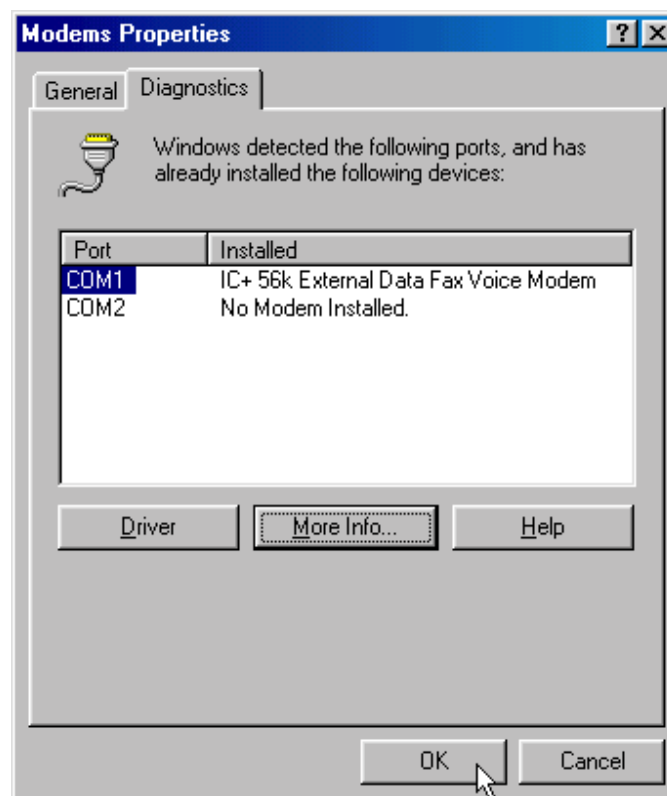 Modems Properties
General Diagnostics
Windows detected the following ports, and has
already installed the following devices:
Port Installed
COM1 IC+ 56k External Data Fax Voice Modem
COM2 No Modem Installed.
Driver More Info... Help
OK Cancel